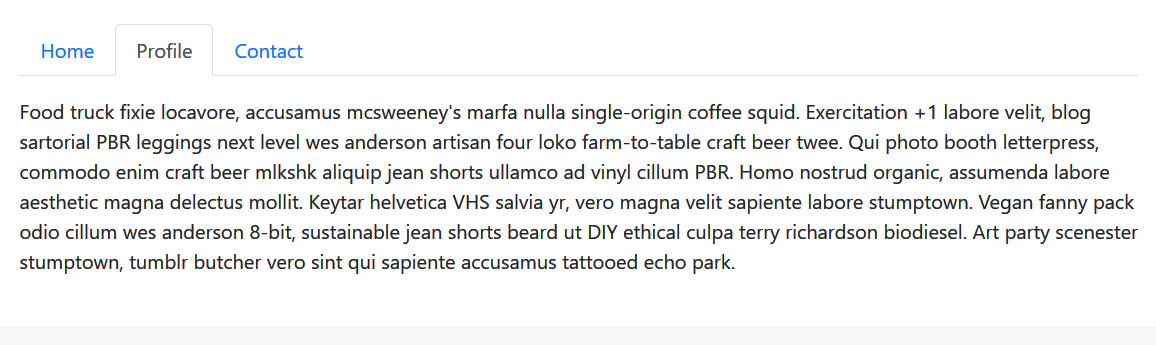 Home Profile Contact
Food truck fixie locavore, accusamus mcsweeney's marfa nulla single-origin coffee squid. Exercitation +1 labore velit, blog
sartorial PBR leggings next level wes anderson artisan four loko farm-to-table craft beer twee. Qui photo booth letterpress,
commodo enim craft beer mlkshk aliquip jean shorts ullamco ad vinyl cillum PBR. Homo nostrud organic, assumenda labore
aesthetic magna delectus mollit. Keytar helvetica VHS salvia yr, vero magna velit sapiente labore stumptown. Vegan fanny pack
odio cillum wes anderson 8-bit, sustainable jean shorts beard ut DIY ethical culpa terry richardson biodiesel. Art party scenester
stumptown, tumblr butcher vero sint qui sapiente accusamus tattooed echo park.